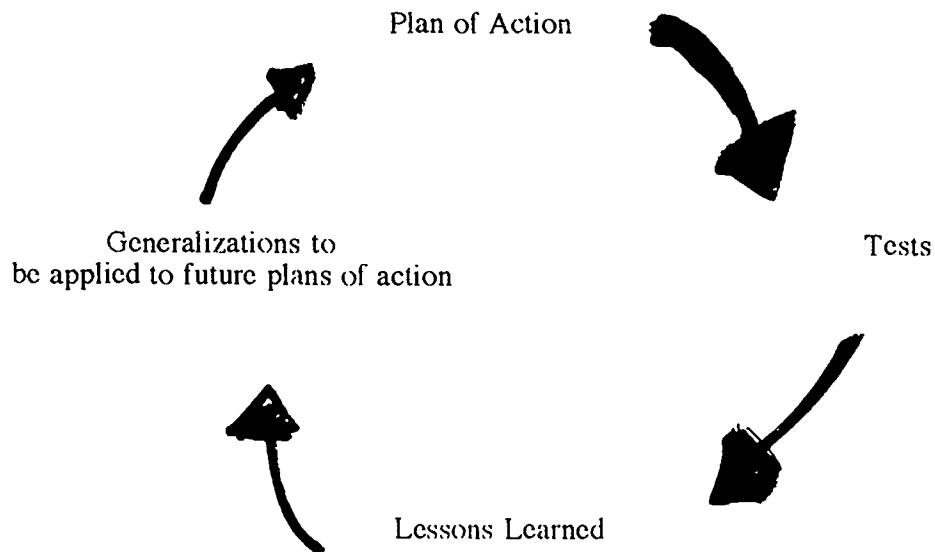 Plan of Action
Generalizations to
be applied to future plans of action
Tests
Lessons Learned